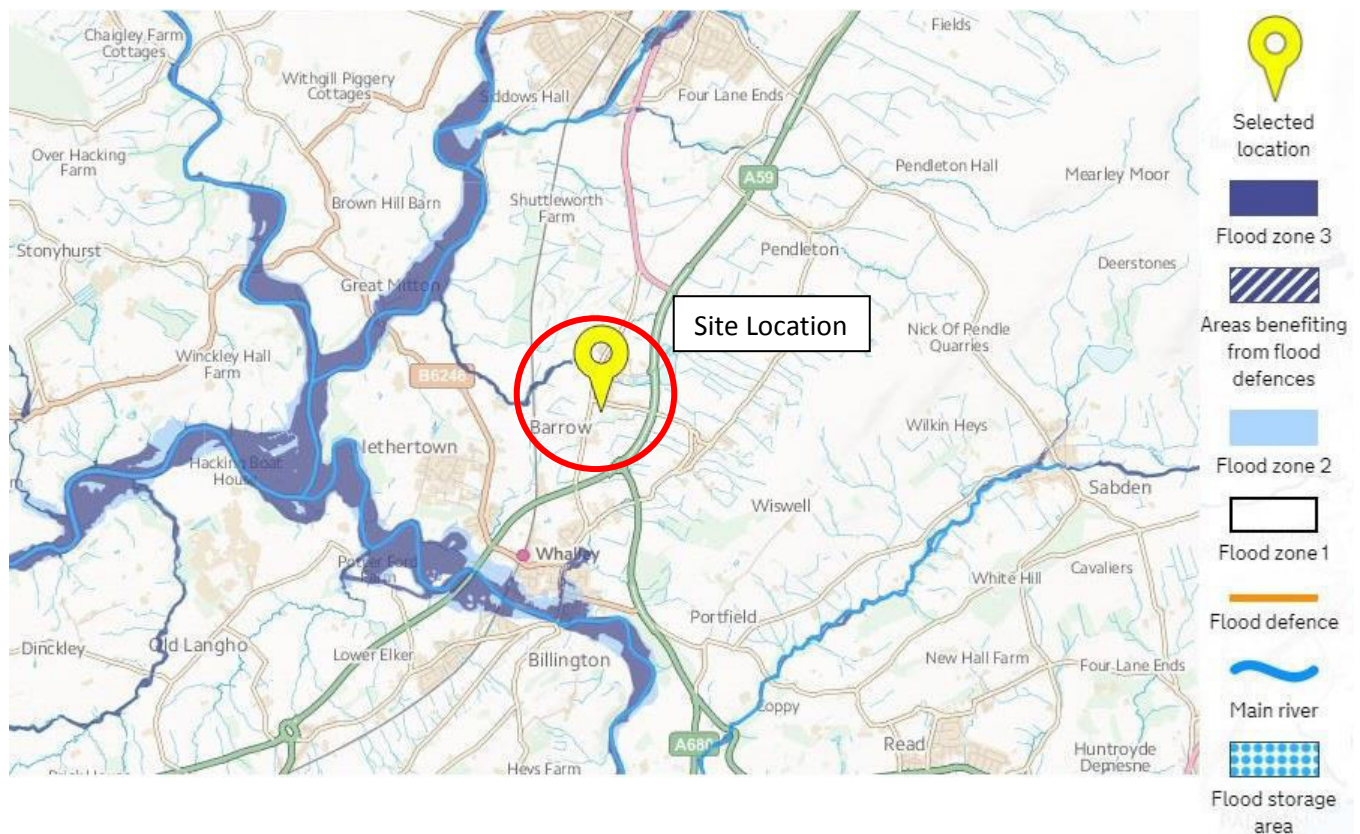 Chaigley Farm
Cottages
Withgill Piggery
Cottages
Siddows Hall
Four Lane Ends
Fields
Over Hacking
Farm
Brown Hill Barn
Shuttleworth
Farm
A59
Pendleton Hall
Mearley Moor
Stonyhurst
Pendleton
Deerstones
Great Mitton
Site Location
Nick Of Pendle
Quarries
Winckley Hall
Farm
B6246
Barrow
Wilkin Heys
Hacking Boat
House
Nethertown
Sabden
Wiswell
Whalley
Potter Ford
Farm
White Hill
Cavaliers
Portfield
Dinckley
Old Langho
Lower Elker
Billington
New Hall Farm
Four Lane Ends
Coppy
A680
Read
Huntroyde
Demesne
Heys Farm
Selected
location
Flood zone 3
Areas benefiting
from flood
defences
Flood zone 2
Flood zone 1
Flood defence
Main river
Flood storage
area